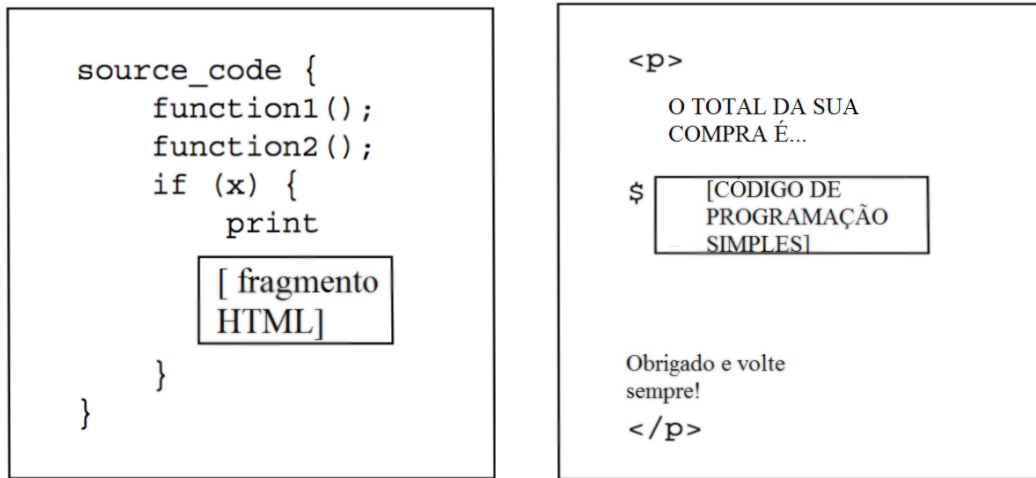 source_code {
function1();
function2();
if (x) {
print
[ fragmento
HTML]
}
}
<p>
O TOTAL DA SUA
COMPRA É...
$ [CÓDIGO DE
PROGRAMAÇÃO
SIMPLES]
Obrigado e volte
sempre!
</p>